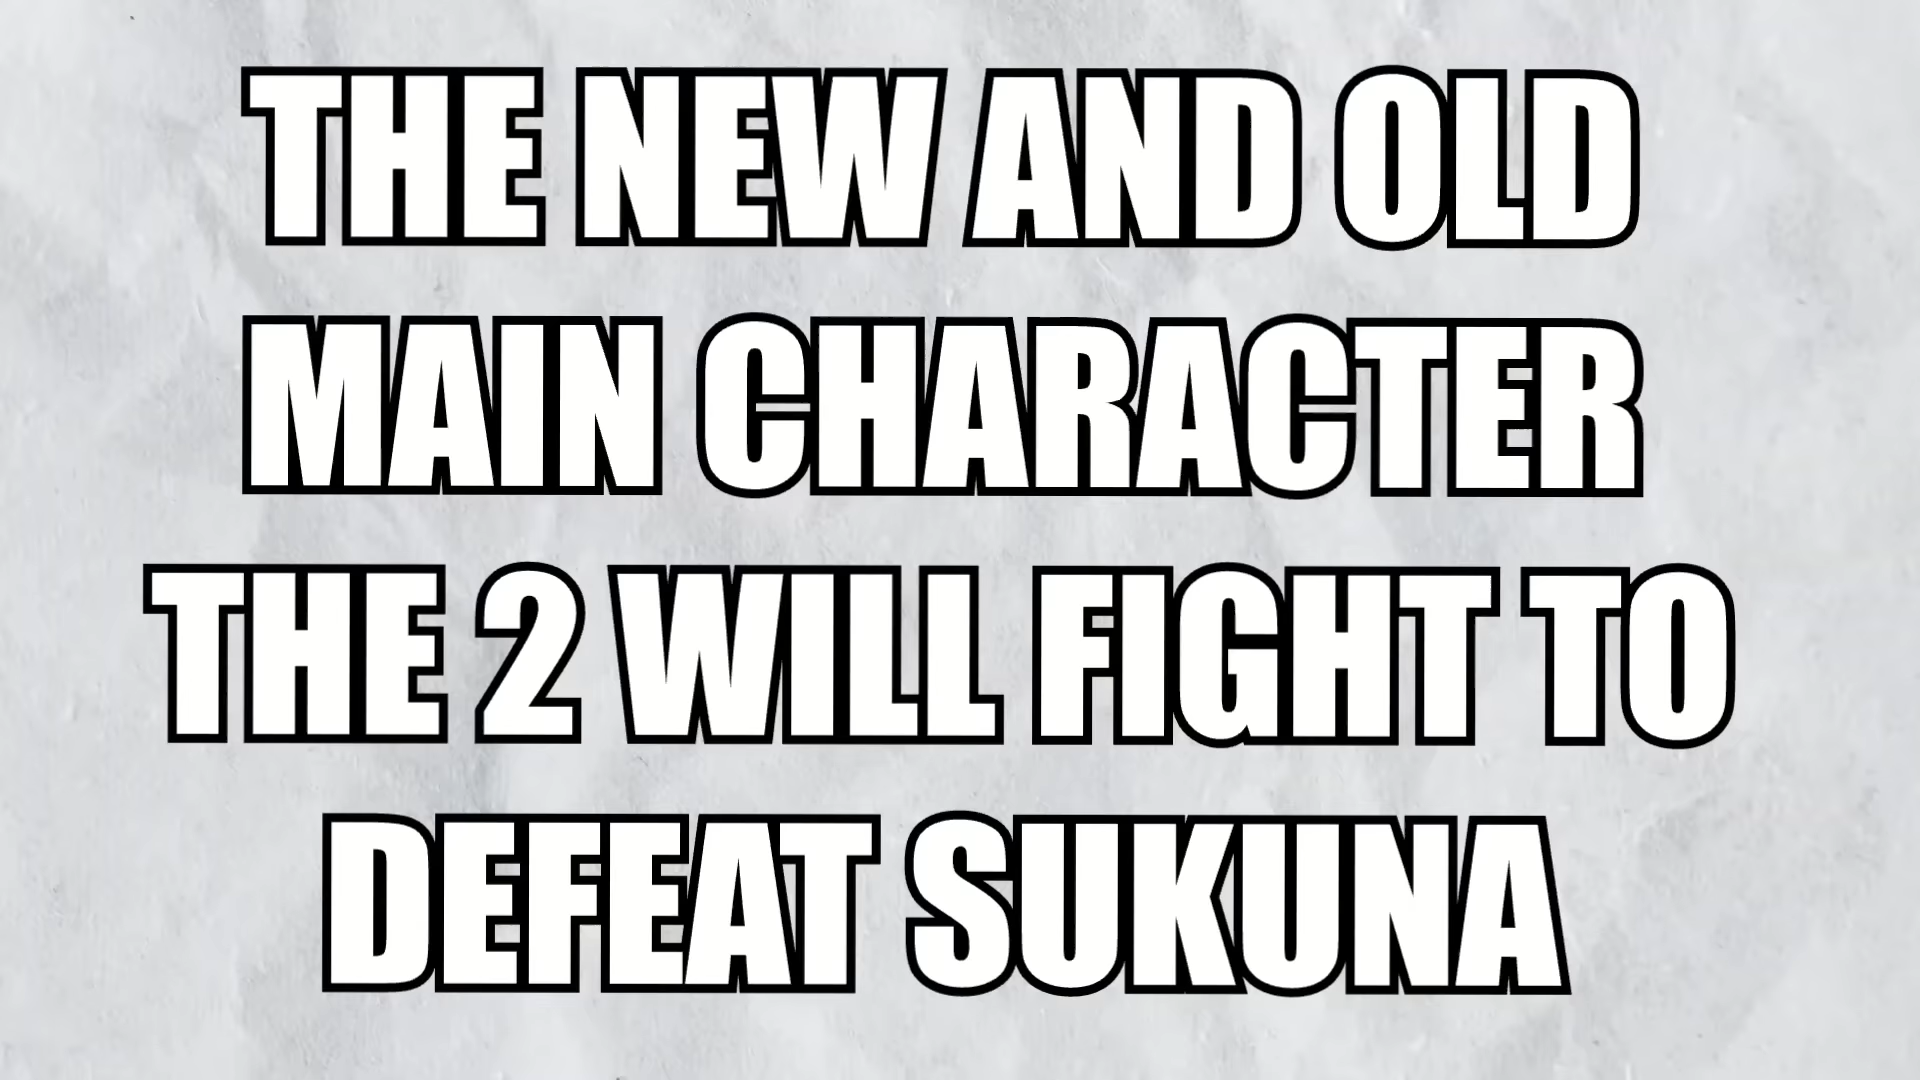 THE NEW AND OLD
MAIN CHARACTER
THE 2 WILL FIGHT TO
DEFEAT SUKUNA